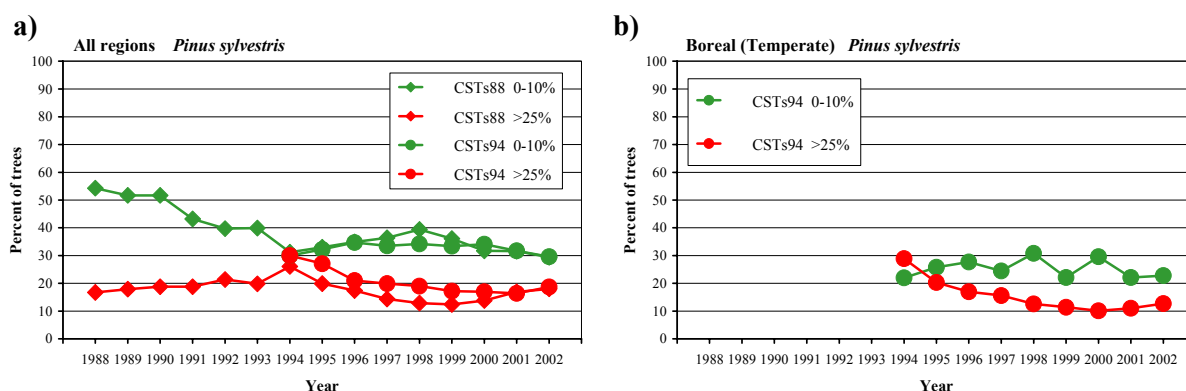 a)
All regions Pinus sylvestris
Percent of trees
100
90
80
70
60
50
40
30
20
10
0
CSTs88 0-10%
CSTs88 >25%
CSTs94 0-10%
CSTs94 >25%
1988 1989 1990 1991 1992 1993 1994 1995 1996 1997 1998 1999 2000 2001 2002
Year
b)
Boreal (Temperate) Pinus sylvestris
Percent of trees
100
90
80
70
60
50
40
30
20
10
0
CSTs94 0-10%
CSTs94 >25%
1988 1989 1990 1991 1992 1993 1994 1995 1996 1997 1998 1999 2000 2001 2002
Year